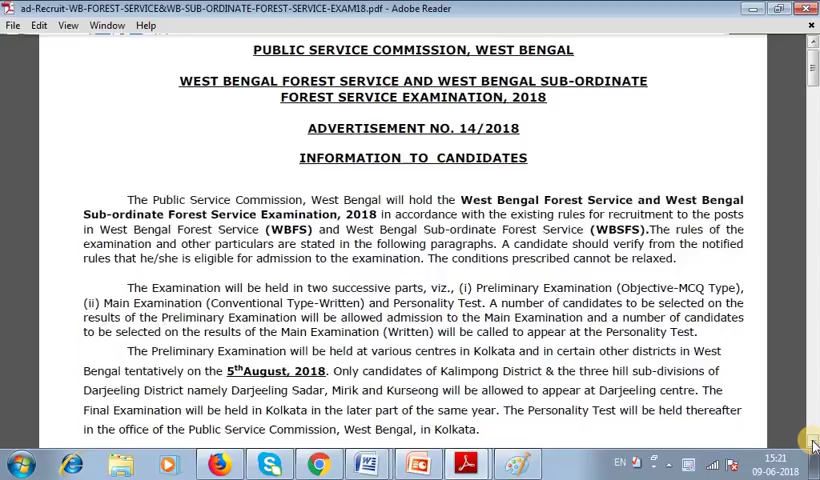 ad-Recruit-WB-FOREST-SERVICE&WB-SUB-ORDINATE-FOREST-SERVICE-EXAM18.pdf - Adobe Reader
File Edit View Window Help
PUBLIC SERVICE COMMISSION, WEST BENGAL
WEST BENGAL FOREST SERVICE AND WEST BENGAL SUB-ORDINATE
FOREST SERVICE EXAMINATION, 2018
ADVERTISEMENT NO. 14/2018
INFORMATION TO CANDIDATES
The Public Service Commission, West Bengal will hold the West Bengal Forest Service and West Bengal
Sub-ordinate Forest Service Examination, 2018 in accordance with the existing rules for recruitment to the posts
in West Bengal Forest Service (WBFS) and West Bengal Sub-ordinate Forest Service (WBSFS).The rules of the
examination and other particulars are stated in the following paragraphs. A candidate should verify from the notified
rules that he/she is eligible for admission to the examination. The conditions prescribed cannot be relaxed.
The Examination will be held in two successive parts, viz., (i) Preliminary Examination (Objective-MCQ Type),
(ii) Main Examination (Conventional Type-Written) and Personality Test. A number of candidates to be selected on the
results of the Preliminary Examination will be allowed admission to the Main Examination and a number of candidates
to be selected on the results of the Main Examination (Written) will be called to appear at the Personality Test.
The Preliminary Examination will be held at various centres in Kolkata and in certain other districts in West
Bengal tentatively on the 5thAugust, 2018. Only candidates of Kalimpong District & the three hill sub-divisions of
Darjeeling District namely Darjeeling Sadar, Mirik and Kurseong will be allowed to appear at Darjeeling centre. The
Final Examination will be held in Kolkata in the later part of the same year. The Personality Test will be held thereafter
in the office of the Public Service Commission, West Bengal, in Kolkata.
EN
15:21
09-06-2018